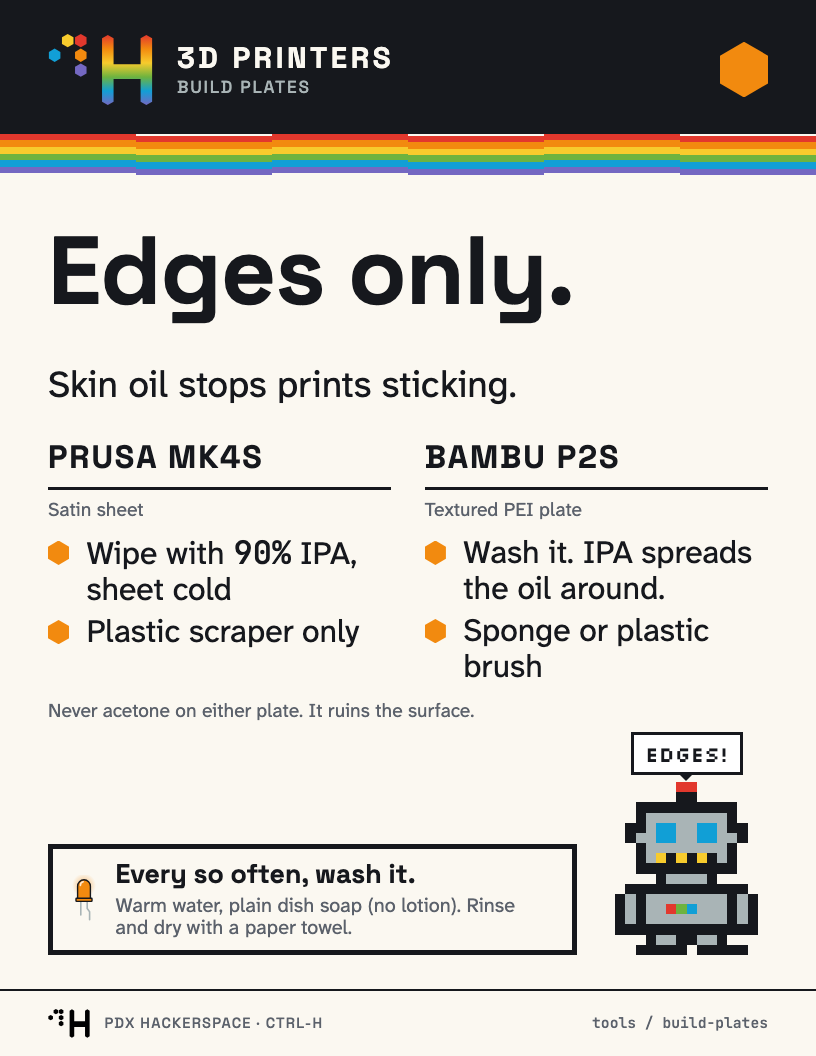 3D PRINTERS
BUILD PLATES
Edges only.
Skin oil stops prints sticking.
PRUSA MK4S
Satin sheet
Wipe with 90% IPA,
sheet cold
Plastic scraper only
BAMBU P2S
Textured PEI plate
Wash it. IPA spreads
the oil around.
Sponge or plastic
brush
Never acetone on either plate. It ruins the surface.
EDGES!
Every so often, wash it.
Warm water, plain dish soap (no lotion). Rinse
and dry with a paper towel.
PDX HACKERSPACE · CTRL-H
tools / build-plates